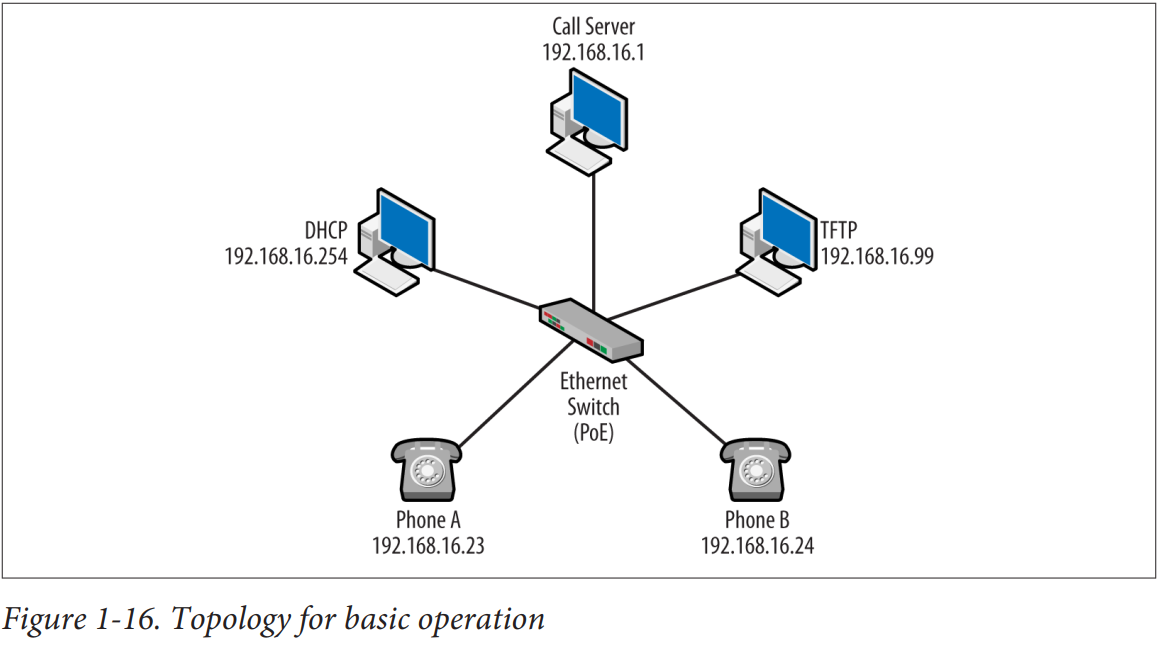 Call Server
192.168.16.1
DHCP
192.168.16.254
TFTP
192.168.16.99
Ethernet
Switch
(PoE)
Phone A
192.168.16.23
Phone B
192.168.16.24
Figure 1-16. Topology for basic operation